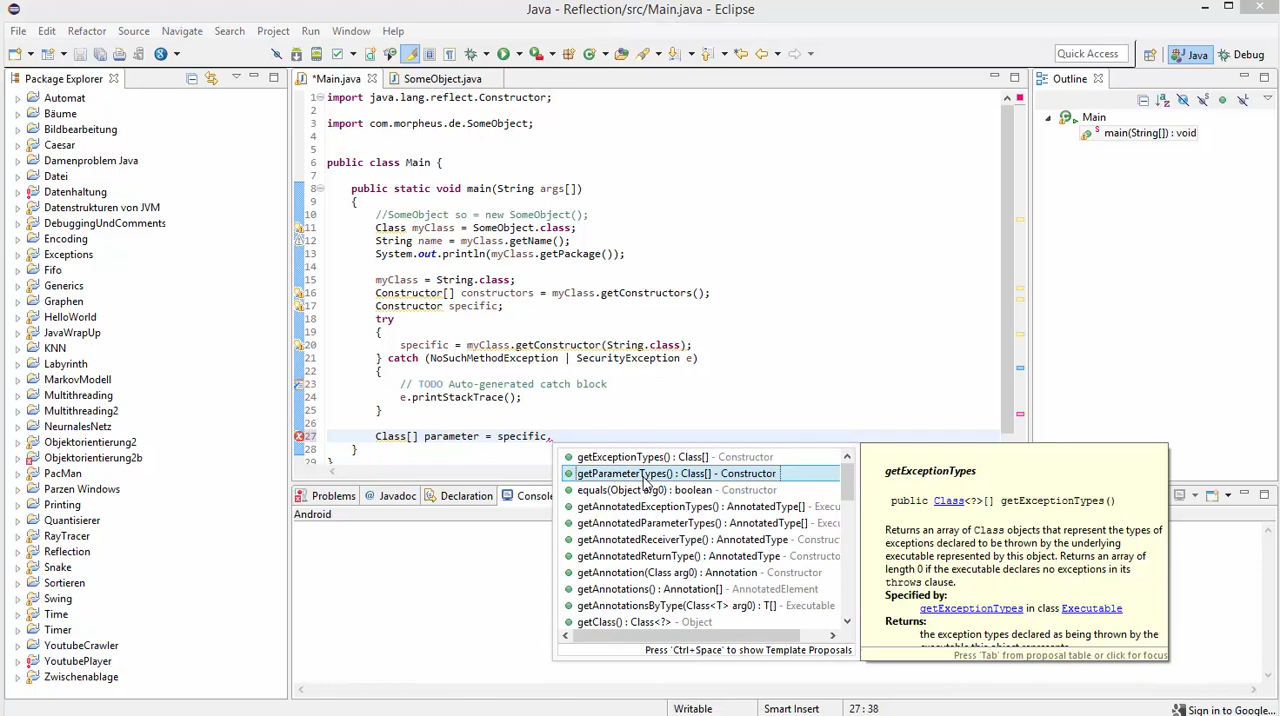 Java - Reflection/src/Main.java - Eclipse
File Edit Refactor Source Navigate Search Project Run Window Help
Quick Access
Java
Debug
Package Explorer
Automat
Bäume
Bildbearbeitung
Caesar
Damenproblem Java
Datei
Datenhaltung
Datenstrukturen von JVM
DebuggingUndComments
Encoding
Exceptions
Fifo
Generics
Graphen
HelloWorld
JavaWrapUp
KNN
Labyrinth
MarkovModell
Multithreading
Multithreading2
NeurnalesNetz
Objektorientierung2
Objektorientierung2b
PacMan
Parzen Windows
Printing
Quantisierer
RayTracer
Reflection
Snake
Sortieren
Swing
Time
Timer
YoutubeCrawler
YoutubePlayer
Zwischenablage
*Main.java
SomeObject.java
1 import java.lang.reflect.Constructor;
2
3 import com.morpheus.de.SomeObject;
4
5
6 public class Main {
7
8 public static void main(String args[])
9 {
10 //SomeObject so = new SomeObject();
11 Class myClass = SomeObject.class;
12 String name = myClass.getName();
13 System.out.println(myClass.getPackage());
14
15 myClass = String.class;
16 Constructor[] constructors = myClass.getConstructors();
17 Constructor specific;
18 try
19 {
20 specific = myClass.getConstructor(String.class);
21 } catch (NoSuchMethodException | SecurityException e)
22 {
23 // TODO Auto-generated catch block
24 e.printStackTrace();
25 }
26
27 Class[] parameter = specific.
28 }
}
getExceptionTypes() : Class[] - Constructor
getParameterTypes() : Class[] - Constructor
equals(Object arg0) : boolean - Constructor
getAnnotatedExceptionTypes() : AnnotatedType[] - Execu
getAnnotatedParameterTypes() : AnnotatedType[] - Execu
getAnnotatedReceiverType() : AnnotatedType - Executable
getAnnotatedReturnType() : AnnotatedType - Constructo
getAnnotation(Class arg0) : Annotation - Constructor
getAnnotations() : Annotation[] - AnnotatedElement
getAnnotationsByType(Class<T> arg0) : T[] - Executable
getClass() : Class<?> - Object
Press 'Ctrl+Space' to show Template Proposals
getExceptionTypes
public Class<?>[] getExceptionTypes()
Returns an array of Class objects that represent the types of
exceptions declared to be thrown by the underlying
executable represented by this object. Returns an array of
length 0 if the executable declares no exceptions in its
throws clause.
Specified by:
getExceptionTypes in class Executable
Returns:
the exception types declared as being thrown by the
Press 'Tab' from proposal table or click for focus
Problems
Javadoc
Declaration
Console
Android
Outline
Main
main(String[]) : void
Writable
Smart Insert
27 : 38
Sign in to Google...